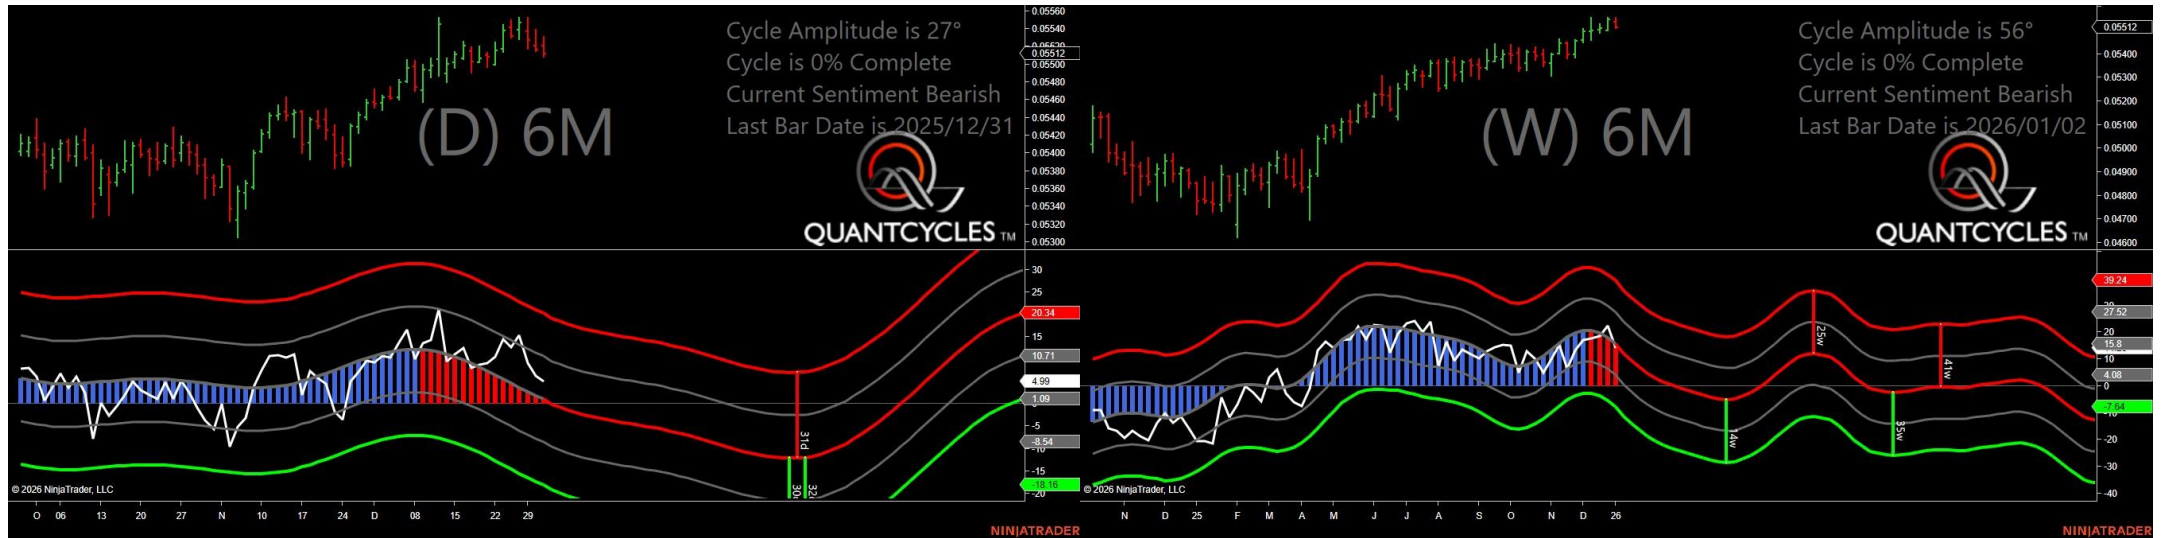 Cycle Amplitude is 27°
Cycle is 0% Complete
Current Sentiment Bearish
Last Bar Date is 2025/12/31
(D) 6M
QUANTCYCLES TM
0.05560
0.05540
0.05512
0.05500
0.05480
0.05460
0.05440
0.05420
0.05400
0.05380
0.05360
0.05340
0.05320
0.05300
30
25
20.34
15
10.71
4.99
1.09
-5
-8.54
-10
-15
-18.16
-20
31d
© 2026 NinjaTrader, LLC
O 06 13 20 27 N 10 17 24 D 08 15 22 29
NINJATRADER
Cycle Amplitude is 56°
Cycle is 0% Complete
Current Sentiment Bearish
Last Bar Date is 2026/01/02
(W) 6M
QUANTCYCLES TM
0.05512
0.05400
0.05300
0.05200
0.05100
0.05000
0.04900
0.04800
0.04700
0.04600
39.24
27.52
20
15.8
10
4.08
0
-7.64
-20
-30
-40
25w
41w
14w
35w
© 2026 NinjaTrader, LLC
N D 25 F M A M J J A S O N D 26
NINJATRADER